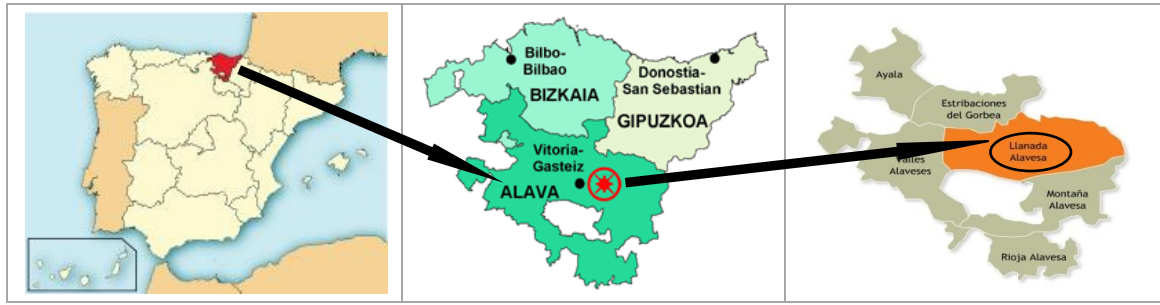 Bilbo-
Bilbao
BIZKAIA
Donostia-
San Sebastian
GIPUZKOA
Vitoria-
Gasteiz
ALAVA
Ayala
Estribaciones
del Gorbea
Llanada
Alavesa
Valles
Alaveses
Montaña
Alavesa
Rioja Alavesa